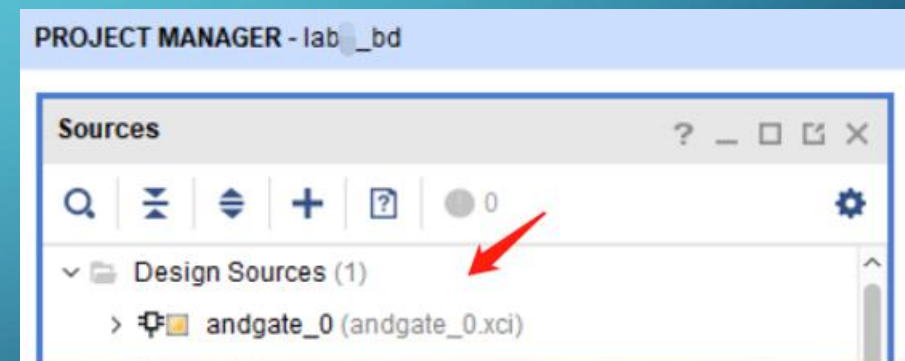 PROJECT MANAGER - lab _bd
Sources
? 
0
Design Sources (1)
andgate_0 (andgate_0.xci)